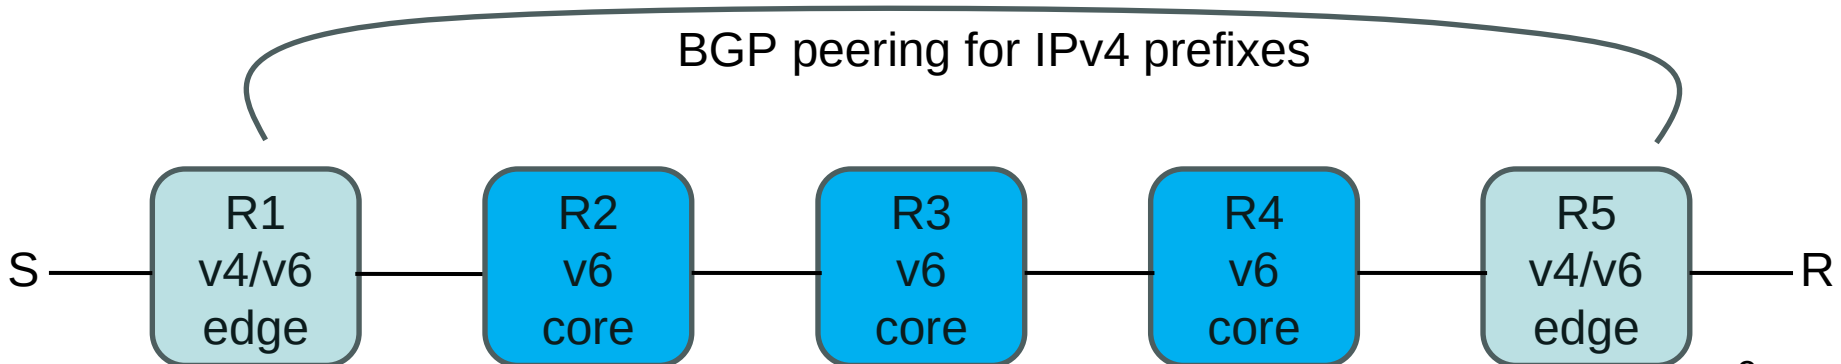 BGP peering for IPv4 prefixes
S
R1
v4/v6
edge
R2
v6
core
R3
v6
core
R4
v6
core
R5
v4/v6
edge
R